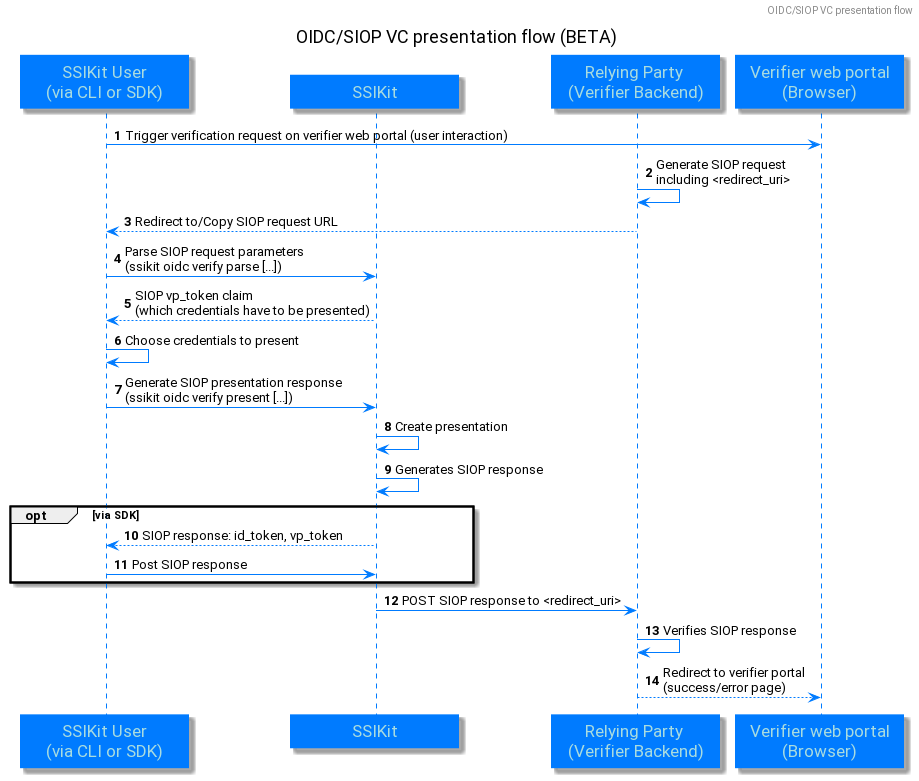 OIDC/SIOP VC presentation flow
OIDC/SIOP VC presentation flow (BETA)
SSIKit User
(via CLI or SDK)
SSIKit
Relying Party
(Verifier Backend)
Verifier web portal
(Browser)
1 Trigger verification request on verifier web portal (user interaction)
2 Generate SIOP request
including <redirect_uri>
3 Redirect to/Copy SIOP request URL
4 Parse SIOP request parameters
(ssikit oidc verify parse [...])
5 SIOP vp_token claim
(which credentials have to be presented)
6 Choose credentials to present
7 Generate SIOP presentation response
(ssikit oidc verify present [...])
8 Create presentation
9 Generates SIOP response
opt [via SDK]
10 SIOP response: id_token, vp_token
11 Post SIOP response
12 POST SIOP response to <redirect_uri>
13 Verifies SIOP response
14 Redirect to verifier portal
(success/error page)
SSIKit User
(via CLI or SDK)
SSIKit
Relying Party
(Verifier Backend)
Verifier web portal
(Browser)